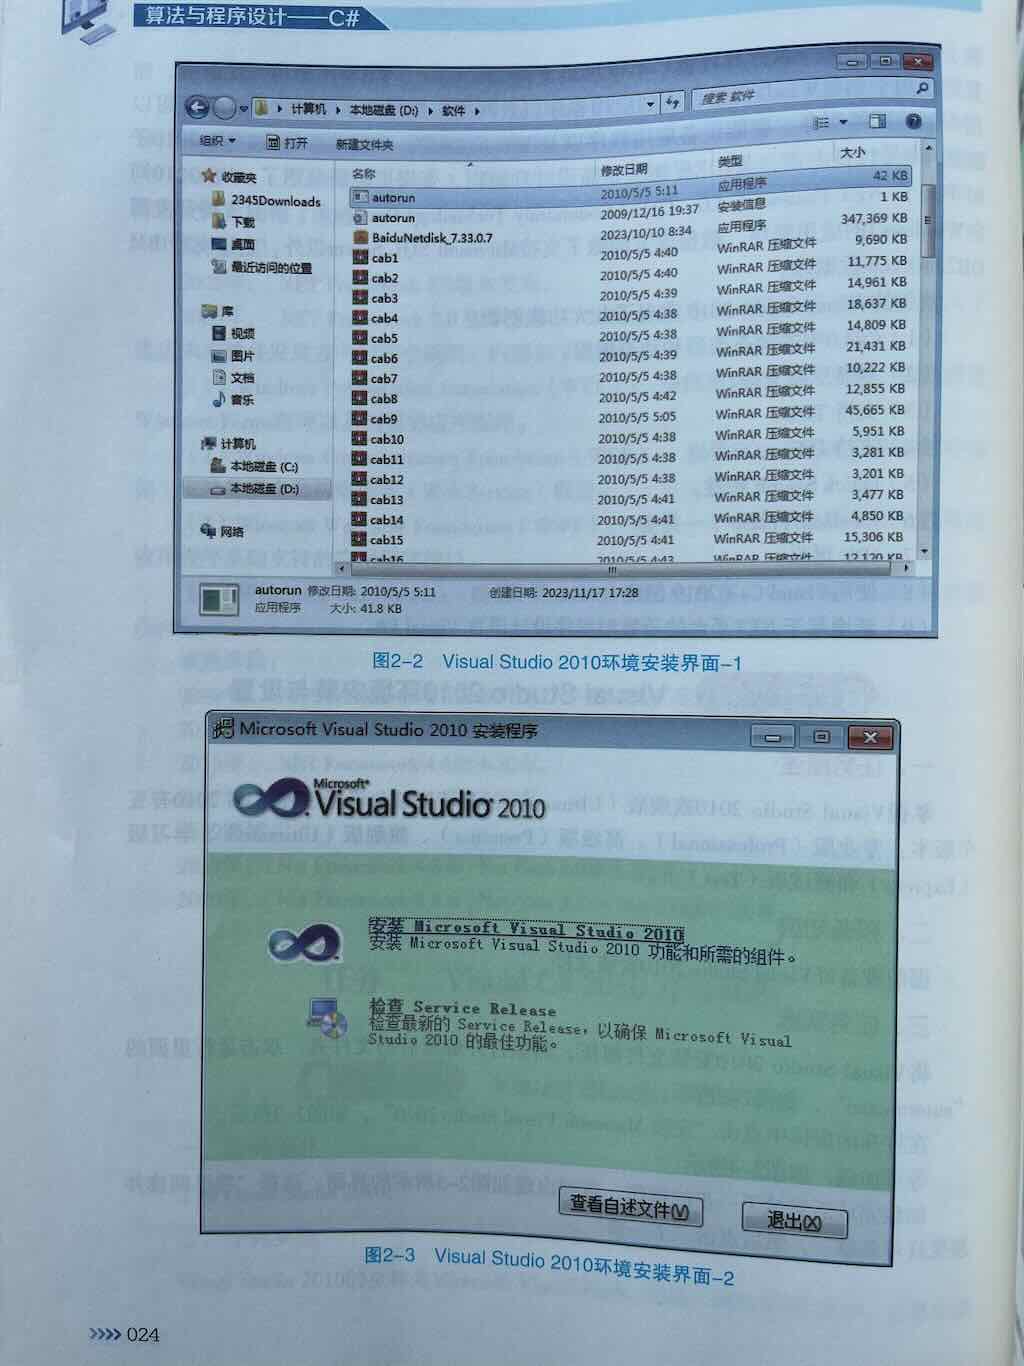 算法与程序设计——C#
计算机 本地磁盘 (D:) 软件
搜索 软件
组织 打开 新建文件夹
名称 修改日期 类型 大小
收藏夹
2345Downloads
下载
桌面
最近访问的位置
库
视频
图片
文档
音乐
计算机
本地磁盘 (C:)
本地磁盘 (D:)
网络
autorun 2010/5/5 5:11 应用程序 42 KB
autorun 2009/12/16 19:37 安装信息 1 KB
BaiduNetdisk_7.33.0.7 2023/10/10 8:34 应用程序 347,369 KB
cab1 2010/5/5 4:40 WinRAR 压缩文件 9,690 KB
cab2 2010/5/5 4:40 WinRAR 压缩文件 11,775 KB
cab3 2010/5/5 4:39 WinRAR 压缩文件 14,961 KB
cab4 2010/5/5 4:38 WinRAR 压缩文件 18,637 KB
cab5 2010/5/5 4:38 WinRAR 压缩文件 14,809 KB
cab6 2010/5/5 4:39 WinRAR 压缩文件 21,431 KB
cab7 2010/5/5 4:38 WinRAR 压缩文件 10,222 KB
cab8 2010/5/5 4:42 WinRAR 压缩文件 12,855 KB
cab9 2010/5/5 5:05 WinRAR 压缩文件 45,665 KB
cab10 2010/5/5 4:38 WinRAR 压缩文件 5,951 KB
cab11 2010/5/5 4:38 WinRAR 压缩文件 3,281 KB
cab12 2010/5/5 4:38 WinRAR 压缩文件 3,201 KB
cab13 2010/5/5 4:41 WinRAR 压缩文件 3,477 KB
cab14 2010/5/5 4:41 WinRAR 压缩文件 4,850 KB
cab15 2010/5/5 4:41 WinRAR 压缩文件 15,306 KB
cab16 2010/5/5 4:43 WinRAR 压缩文件 12,120 KB
autorun 修改日期: 2010/5/5 5:11 创建日期: 2023/11/17 17:28
应用程序 大小: 41.8 KB
图2-2 Visual Studio 2010环境安装界面-1
Microsoft Visual Studio 2010 安装程序
Microsoft®
Visual Studio 2010
安装 Microsoft Visual Studio 2010
安装 Microsoft Visual Studio 2010 功能和所需的组件。
检查 Service Release
检查最新的 Service Release，以确保 Microsoft Visual
Studio 2010 的最佳功能。
查看自述文件(V) 退出(X)
图2-3 Visual Studio 2010环境安装界面-2
»»» 024